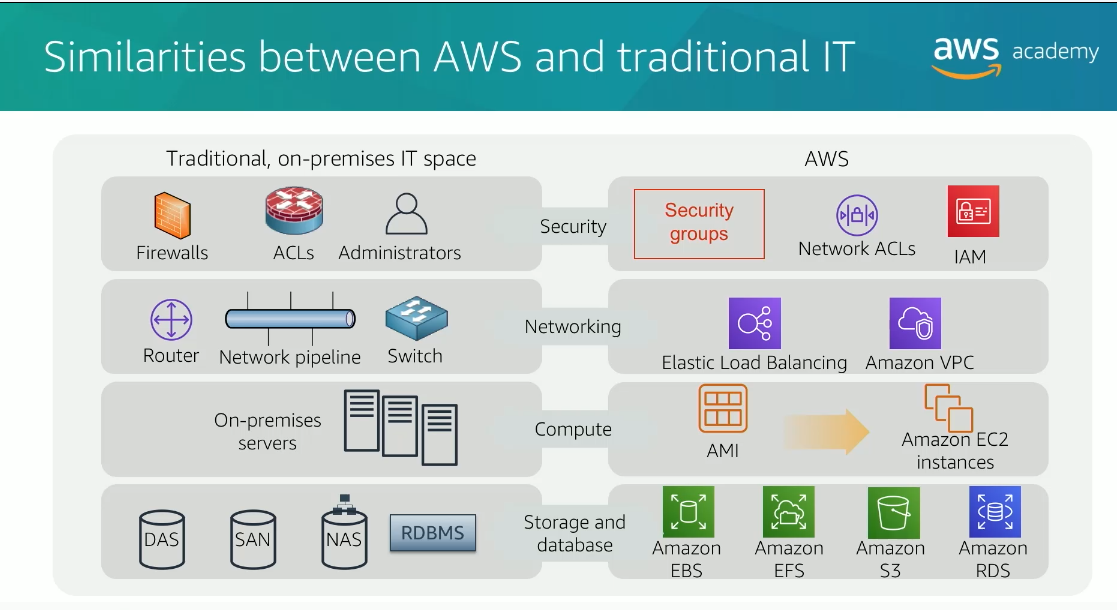 Similarities between AWS and traditional IT
aws academy
Traditional, on-premises IT space
AWS
Firewalls
ACLs
Administrators
Security
Security
groups
Network ACLs
IAM
Router
Network pipeline
Switch
Networking
Elastic Load Balancing
Amazon VPC
On-premises
servers
Compute
AMI
Amazon EC2
instances
DAS
SAN
NAS
RDBMS
Storage and
database
Amazon
EBS
Amazon
EFS
Amazon
S3
Amazon
RDS